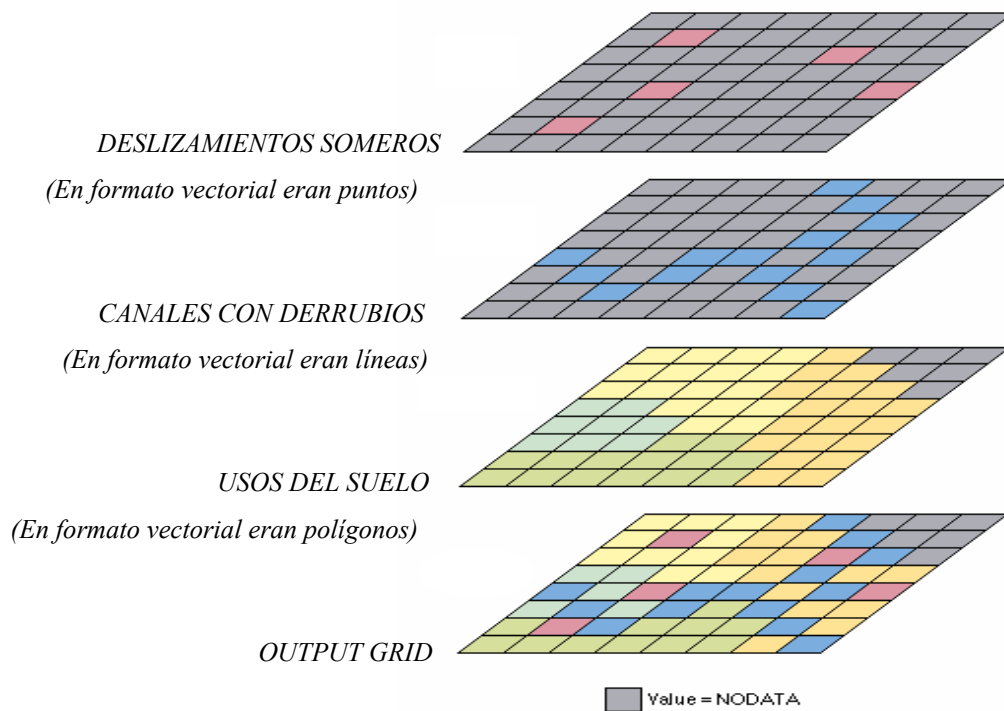 DESLIZAMIENTOS SOMEROS
(En formato vectorial eran puntos)
CANALES CON DERRUBIOS
(En formato vectorial eran líneas)
USOS DEL SUELO
(En formato vectorial eran polígonos)
OUTPUT GRID
Value = NODATA